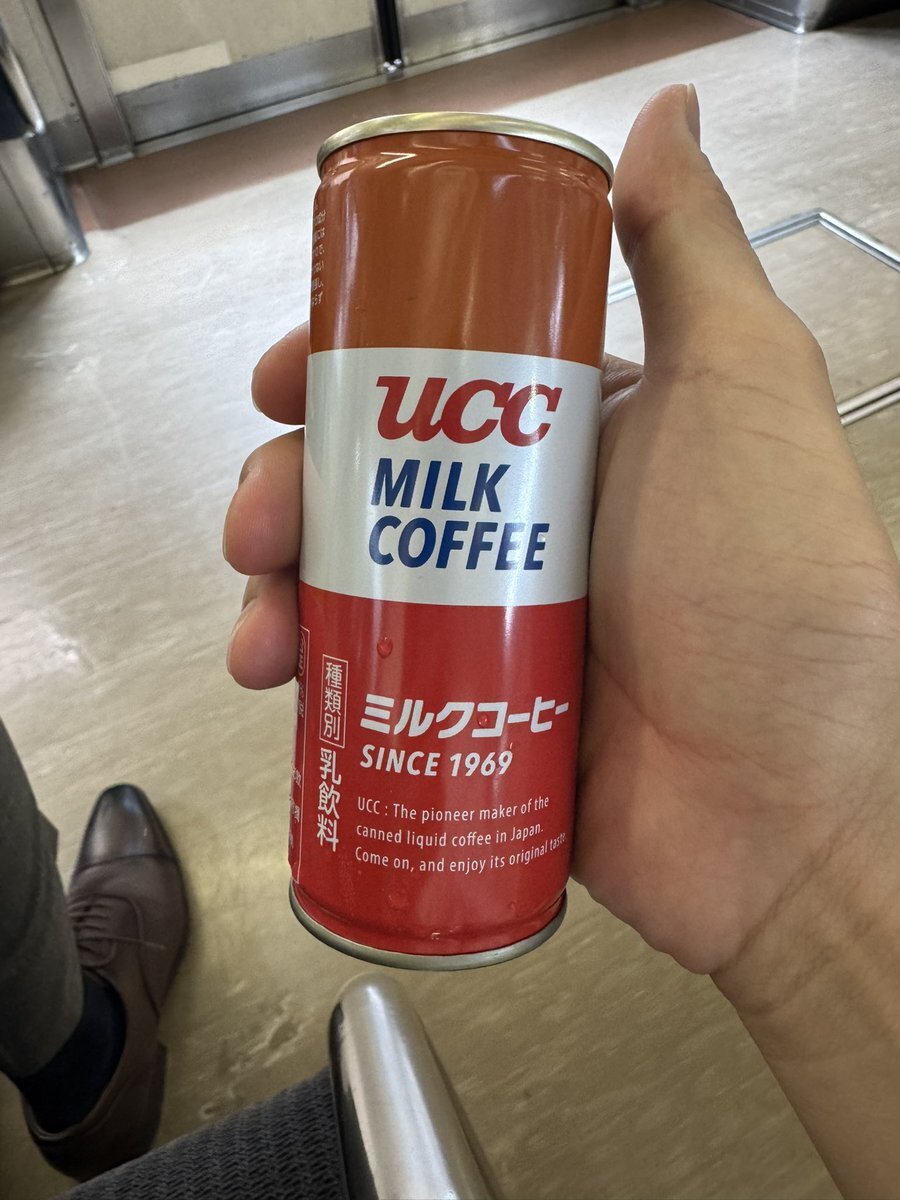 UCC
MILK
COFFEE
種類別
乳飲料
ミルクコーヒー
SINCE 1969
UCC : The pioneer maker of the
canned liquid coffee in Japan.
Come on, and enjoy its original taste.